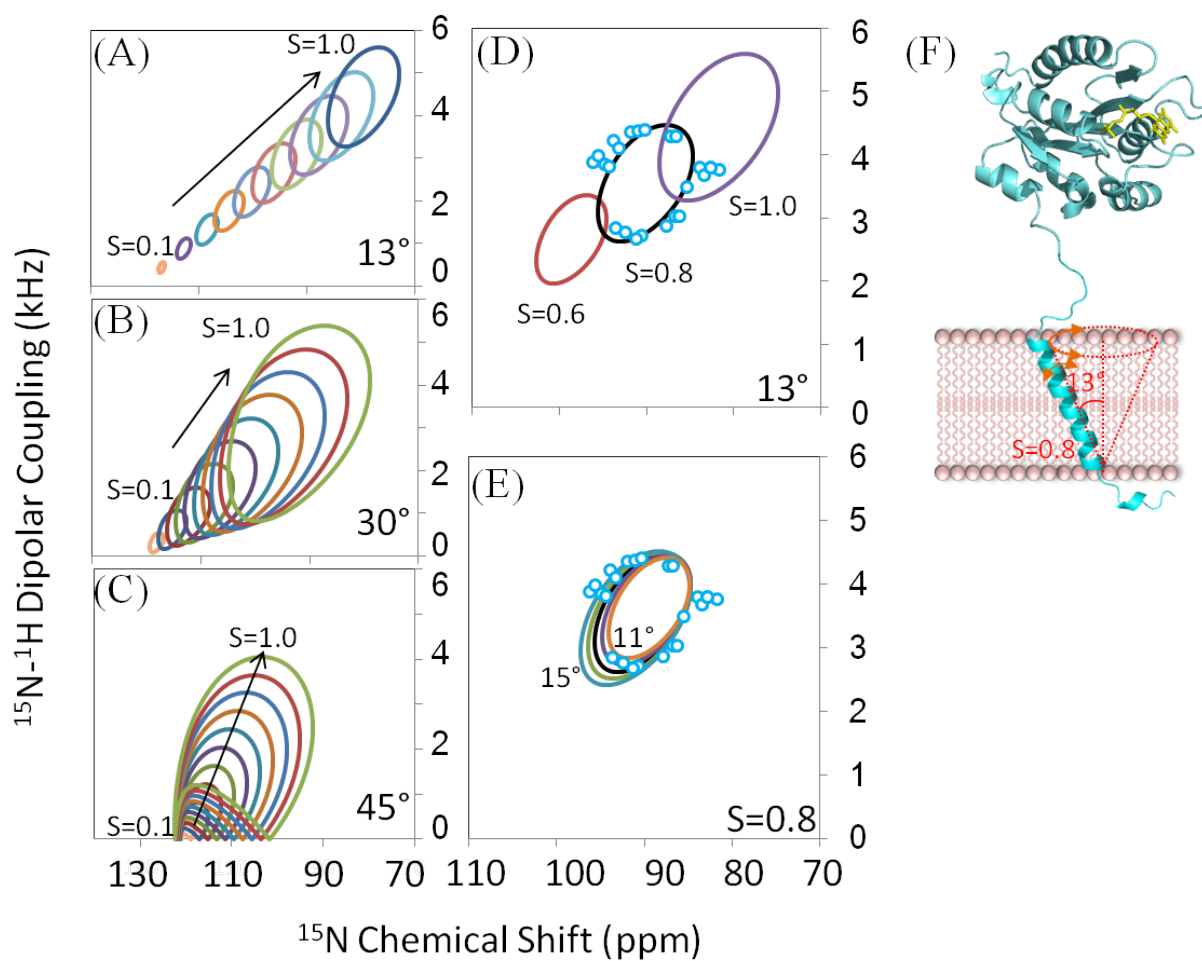 ¹⁵N-¹H Dipolar Coupling (kHz)
(A)
S=1.0
S=0.1
13°
6
4
2
0
(B)
S=1.0
S=0.1
30°
6
4
2
0
(C)
S=1.0
S=0.1
45°
4
2
0
130
110
90
70
(D)
S=1.0
S=0.8
S=0.6
13°
6
5
4
3
2
1
0
(E)
11°
15°
S=0.8
6
5
4
3
2
1
0
110
100
90
80
70
¹⁵N Chemical Shift (ppm)
(F)
13°
S=0.8